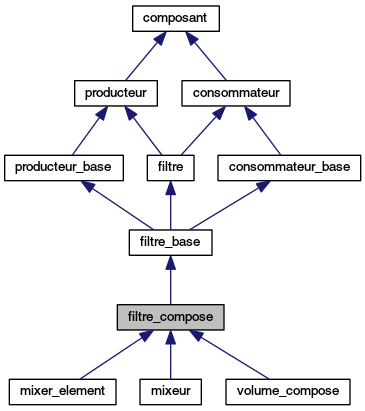 composant
producteur
consommateur
producteur_base
filtre
consommateur_base
filtre_base
filtre_compose
mixer_element
mixeur
volume_compose